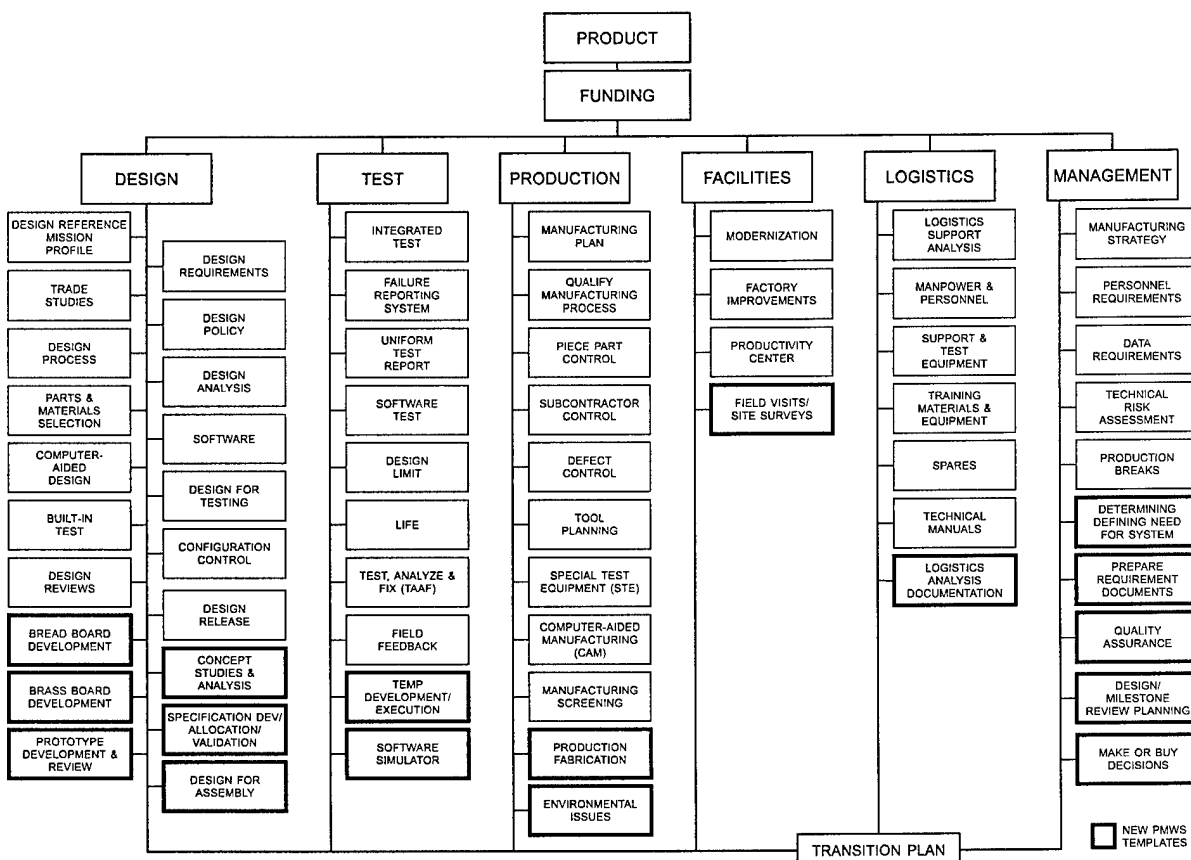 PRODUCT
FUNDING
DESIGN
DESIGN REFERENCE
MISSION
PROFILE
TRADE
STUDIES
DESIGN
PROCESS
PARTS &
MATERIALS
SELECTION
COMPUTER-
AIDED
DESIGN
BUILT-IN
TEST
DESIGN
REVIEWS
BREAD BOARD
DEVELOPMENT
BRASS BOARD
DEVELOPMENT
PROTOTYPE
DEVELOPMENT &
REVIEW
DESIGN
REQUIREMENTS
DESIGN
POLICY
DESIGN
ANALYSIS
SOFTWARE
DESIGN FOR
TESTING
CONFIGURATION
CONTROL
DESIGN
RELEASE
CONCEPT
STUDIES &
ANALYSIS
SPECIFICATION DEV/
ALLOCATION/
VALIDATION
DESIGN FOR
ASSEMBLY
TEST
INTEGRATED
TEST
FAILURE
REPORTING
SYSTEM
UNIFORM
TEST
REPORT
SOFTWARE
TEST
DESIGN
LIMIT
LIFE
TEST, ANALYZE &
FIX (TAAF)
FIELD
FEEDBACK
TEMP
DEVELOPMENT/
EXECUTION
SOFTWARE
SIMULATOR
PRODUCTION
MANUFACTURING
PLAN
QUALIFY
MANUFACTURING
PROCESS
PIECE PART
CONTROL
SUBCONTRACTOR
CONTROL
DEFECT
CONTROL
TOOL
PLANNING
SPECIAL TEST
EQUIPMENT (STE)
COMPUTER-AIDED
MANUFACTURING
(CAM)
MANUFACTURING
SCREENING
PRODUCTION
FABRICATION
ENVIRONMENTAL
ISSUES
FACILITIES
MODERNIZATION
FACTORY
IMPROVEMENTS
PRODUCTIVITY
CENTER
FIELD VISITS/
SITE SURVEYS
LOGISTICS
LOGISTICS
SUPPORT
ANALYSIS
MANPOWER &
PERSONNEL
SUPPORT &
TEST
EQUIPMENT
TRAINING
MATERIALS &
EQUIPMENT
SPARES
TECHNICAL
MANUALS
LOGISTICS
ANALYSIS
DOCUMENTATION
MANAGEMENT
MANUFACTURING
STRATEGY
PERSONNEL
REQUIREMENTS
DATA
REQUIREMENTS
TECHNICAL
RISK
ASSESSMENT
PRODUCTION
BREAKS
DETERMINING
DEFINING NEED
FOR SYSTEM
PREPARE
REQUIREMENT
DOCUMENTS
QUALITY
ASSURANCE
DESIGN/
MILESTONE
REVIEW PLANNING
MAKE OR BUY
DECISIONS
TRANSITION PLAN
NEW PMWS
TEMPLATES